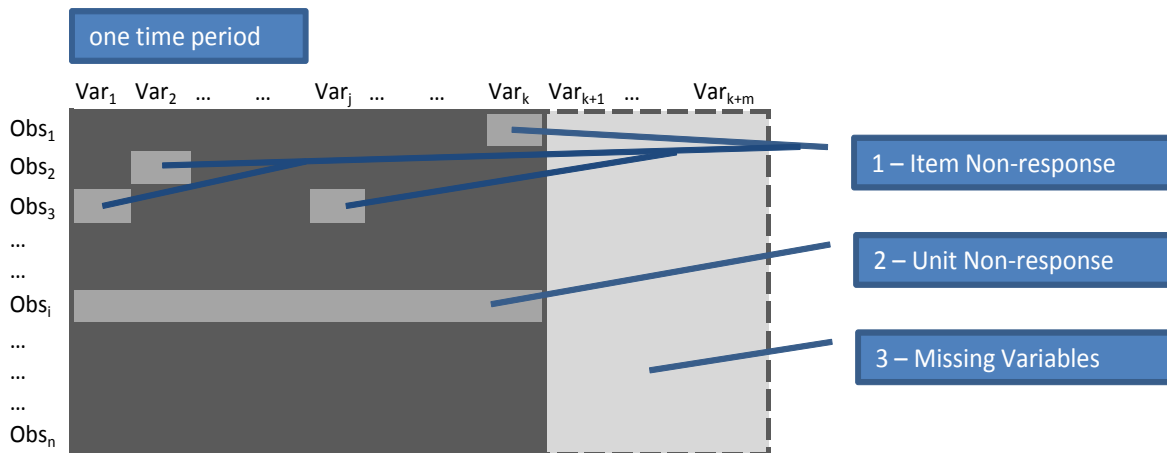 one time period
Var₁ Var₂ ... ... Varⱼ ... ... Varₖ Varₖ₊₁ ... Varₖ₊ₘ
Obs₁
Obs₂
1 – Item Non-response
Obs₃
...
2 – Unit Non-response
...
Obsᵢ
...
3 – Missing Variables
...
...
Obsₙ